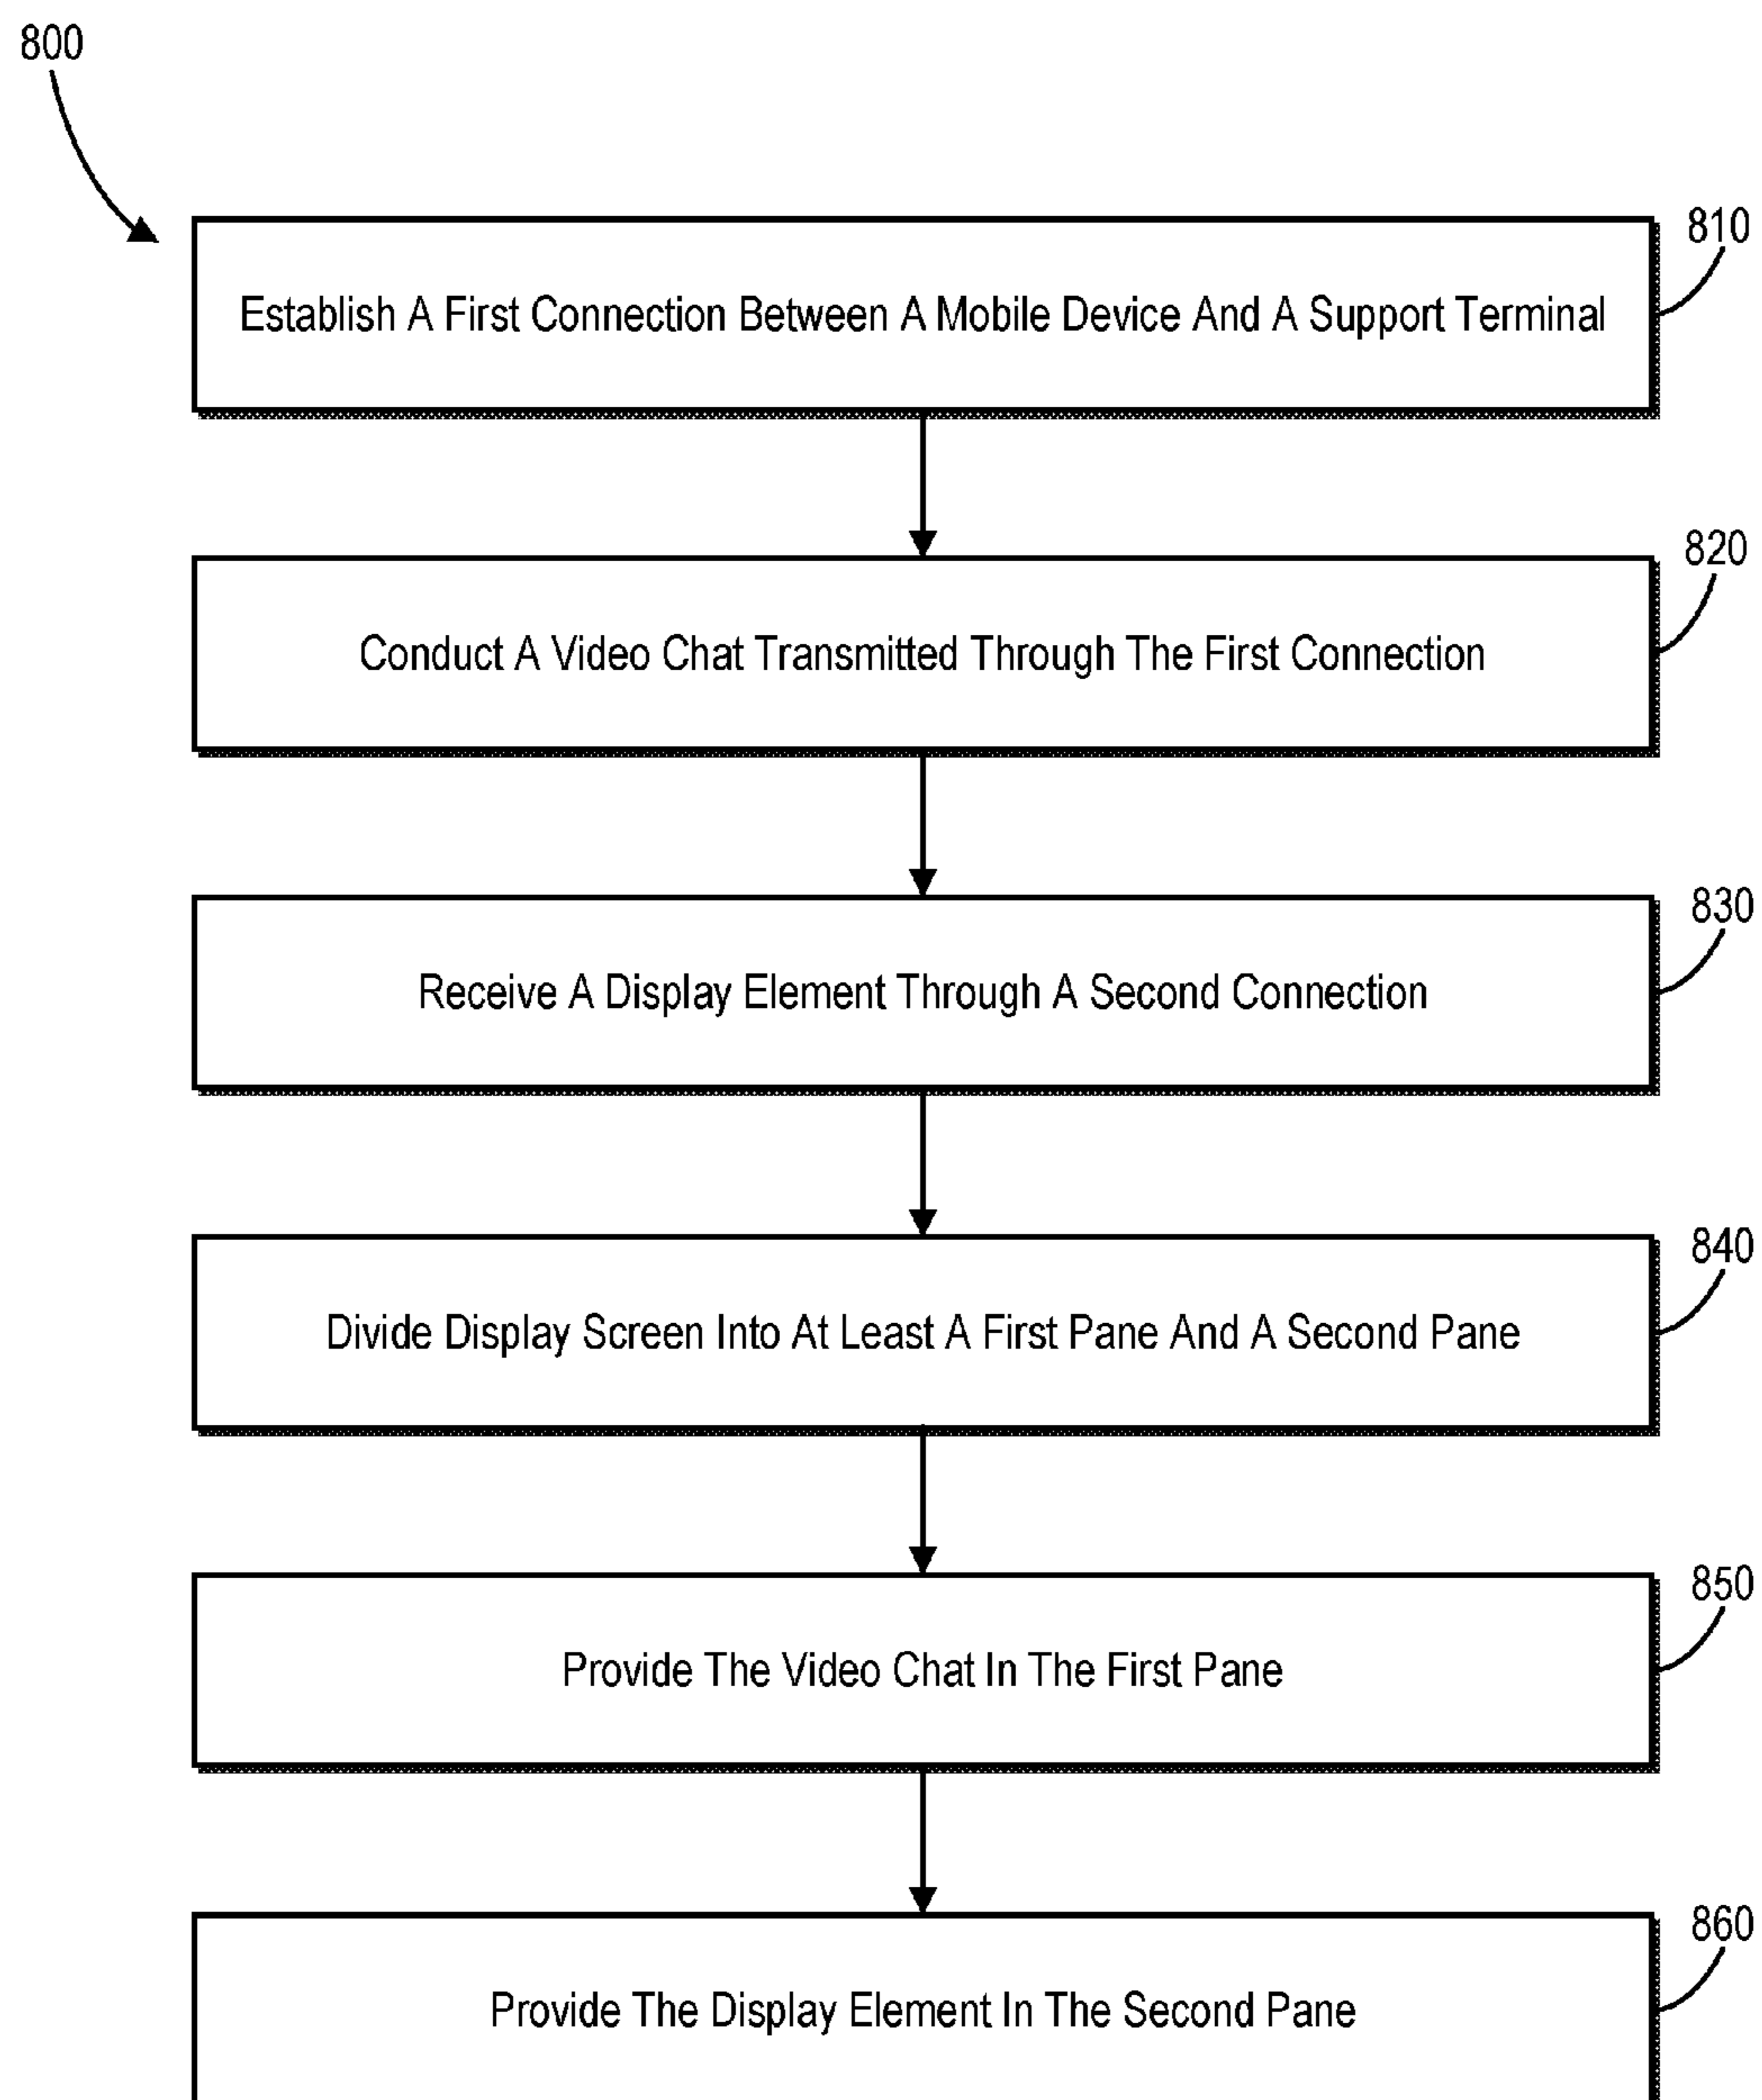 800
810
Establish A First Connection Between A Mobile Device And A Support Terminal
820
Conduct A Video Chat Transmitted Through The First Connection
830
Receive A Display Element Through A Second Connection
840
Divide Display Screen Into At Least A First Pane And A Second Pane
850
Provide The Video Chat In The First Pane
860
Provide The Display Element In The Second Pane